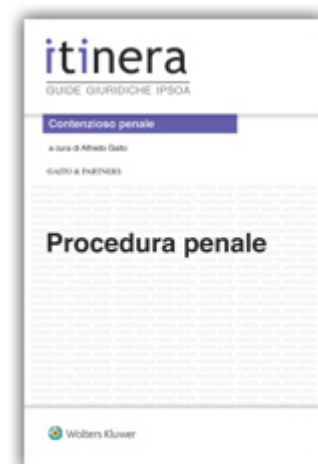 itinera
GUIDE GIURIDICHE IPSOA
Contenzioso penale
a cura di Alfredo Gaito
GAITO & PARTNERS
Procedura penale
Wolters Kluwer